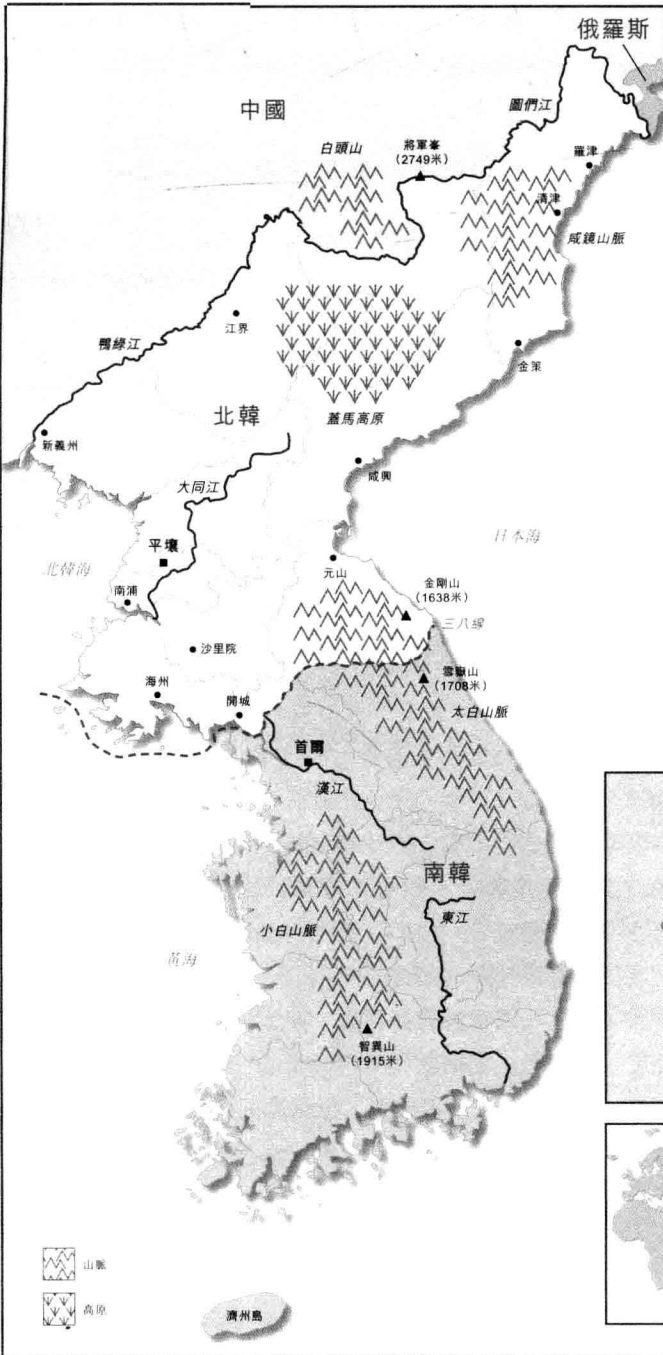 俄羅斯
中國
圖們江
白頭山
將軍峯
（2749米）
羅津
清津
咸鏡山脈
江界
鴨綠江
金策
北韓
蓋馬高原
新義州
咸興
大同江
日本海
平壤
北韓海
元山
金剛山
（1638米）
南浦
三八線
沙里院
雪嶽山
（1708米）
海州
開城
太白山脈
首爾
漢江
南韓
小白山脈
東江
黃海
智異山
（1915米）
山脈
高原
濟州島